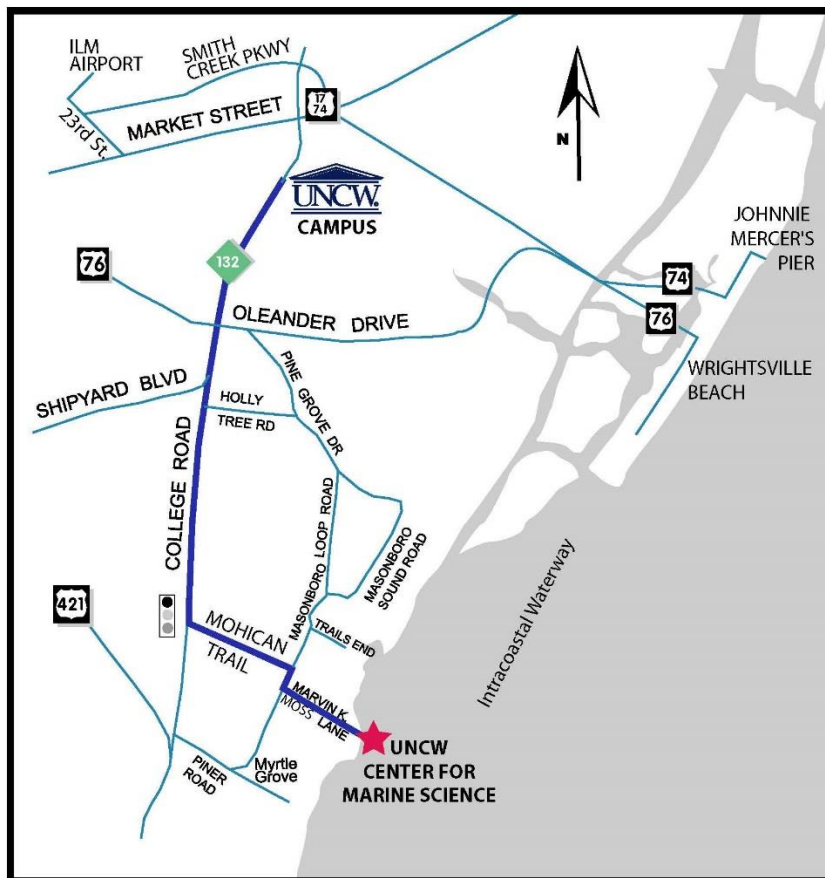 ILM
AIRPORT
SMITH
CREEK PKWY
23rd St.
MARKET STREET
17
74
N
UNCW
CAMPUS
JOHNNIE
MERCER'S
PIER
132
76
74
76
OLEANDER DRIVE
WRIGHTSVILLE
BEACH
SHIPYARD BLVD
PINE GROVE DR
HOLLY
TREE RD
COLLEGE ROAD
MASONBORO LOOP ROAD
MASONBORO
SOUND ROAD
Intracoastal Waterway
421
MOHICAN
TRAIL
TRAILS END
MARVIN K.
MOSS LANE
UNCW
CENTER FOR
MARINE SCIENCE
PINER
ROAD
Myrtle
Grove